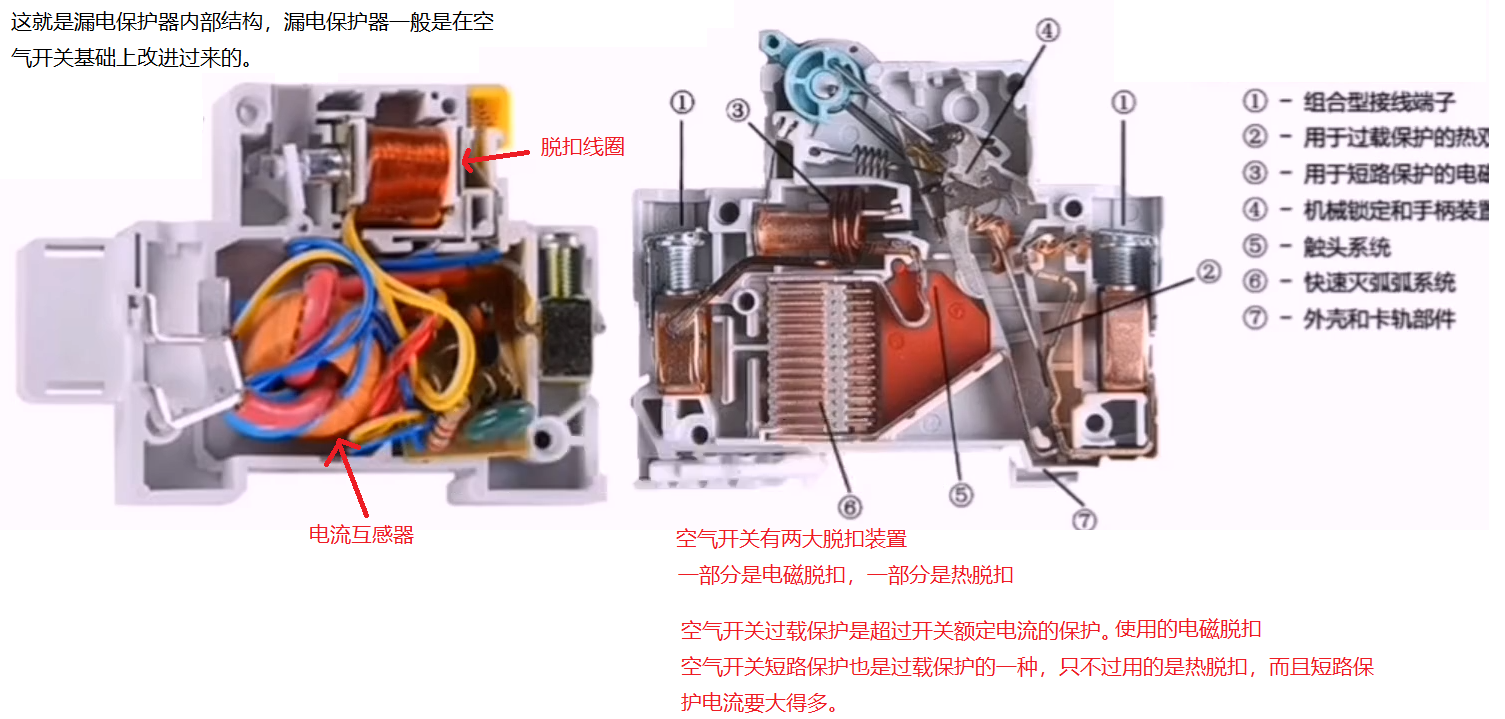 这就是漏电保护器内部结构，漏电保护器一般是在空
气开关基础上改进过来的。
脱扣线圈
电流互感器
④
①
③
①
②
⑤
⑥
⑦
① - 组合型接线端子
② - 用于过载保护的热双
③ - 用于短路保护的电磁
④ - 机械锁定和手柄装置
⑤ - 触头系统
⑥ - 快速灭弧弧系统
⑦ - 外壳和卡轨部件
空气开关有两大脱扣装置
一部分是电磁脱扣，一部分是热脱扣
空气开关过载保护是超过开关额定电流的保护。使用的电磁脱扣
空气开关短路保护也是过载保护的一种，只不过用的是热脱扣，而且短路保
护电流要大得多。